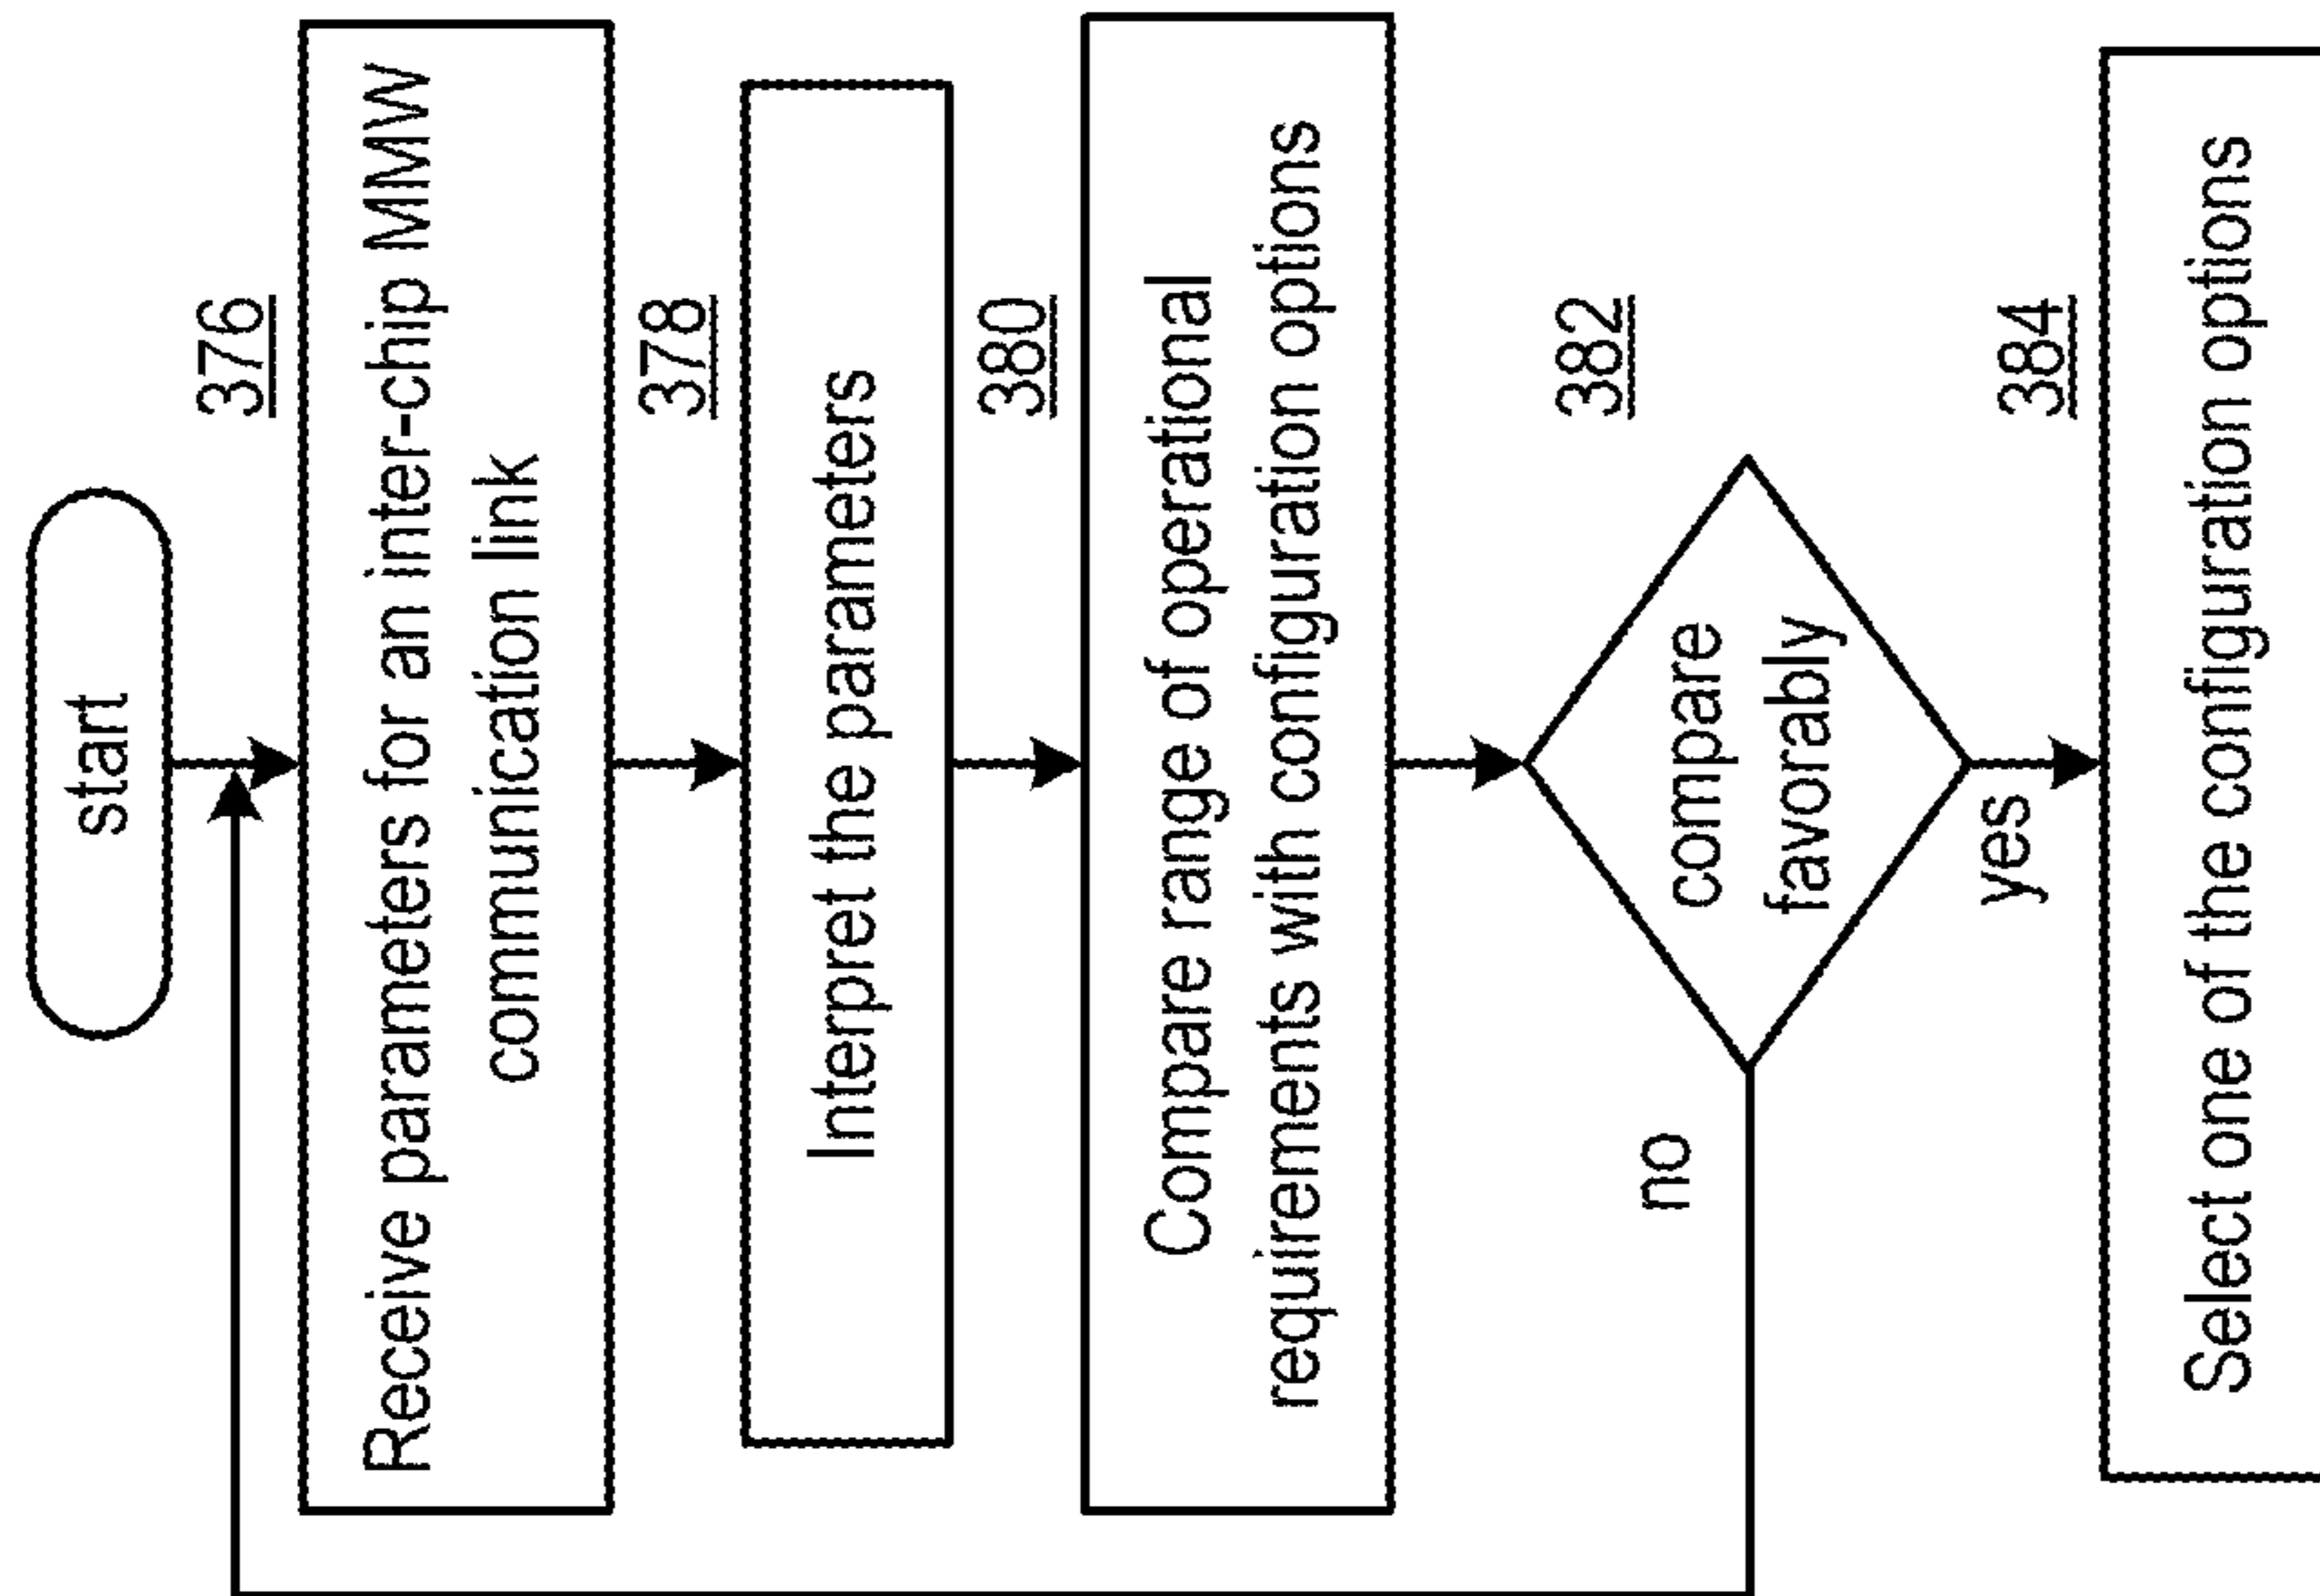 start
376
Receive parameters for an inter-chip MMW
communication link
378
Interpret the parameters
380
Compare range of operational
requirements with configuration options
382
compare
favorably
no
yes
384
Select one of the configuration options